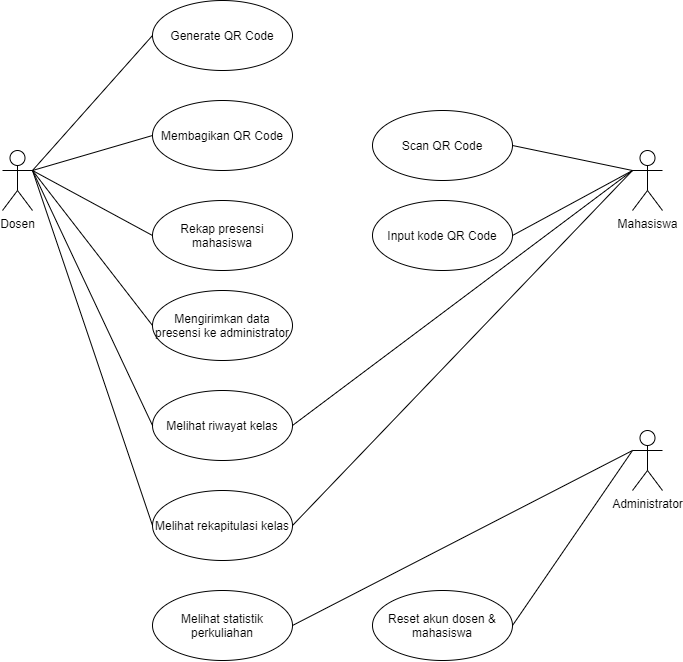 Generate QR Code
Membagikan QR Code
Scan QR Code
Dosen
Mahasiswa
Rekap presensi
mahasiswa
Input kode QR Code
Mengirimkan data
presensi ke administrator
Melihat riwayat kelas
Administrator
Melihat rekapitulasi kelas
Melihat statistik
perkuliahan
Reset akun dosen &
mahasiswa